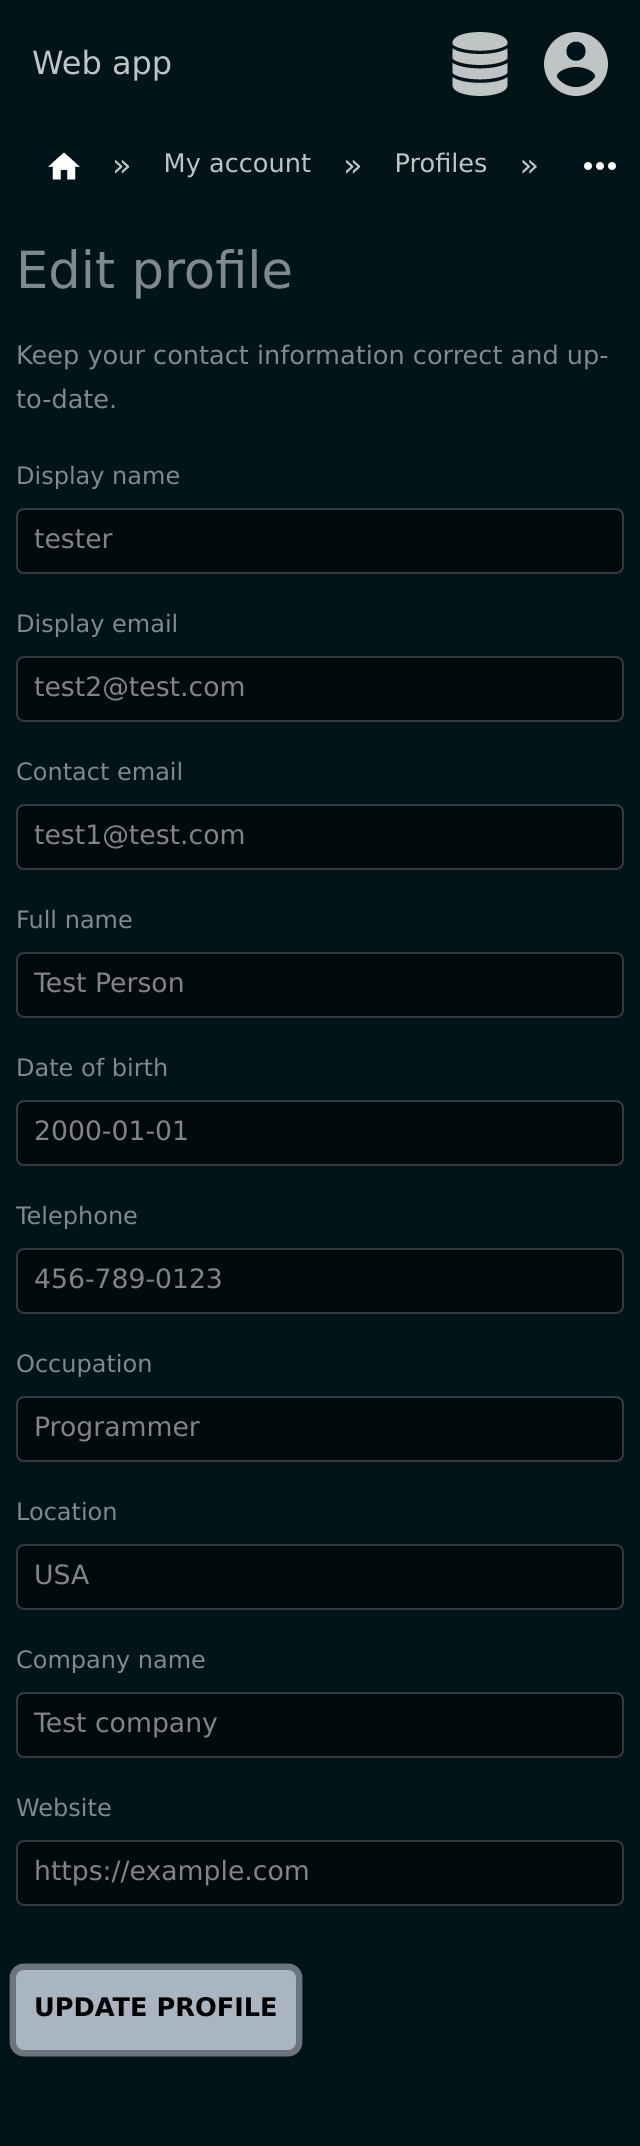 Web app
» My account » Profiles »
Edit profile
Keep your contact information correct and up-
to-date.
Display name
tester
Display email
test2@test.com
Contact email
test1@test.com
Full name
Test Person
Date of birth
2000-01-01
Telephone
456-789-0123
Occupation
Programmer
Location
USA
Company name
Test company
Website
https://example.com
UPDATE PROFILE